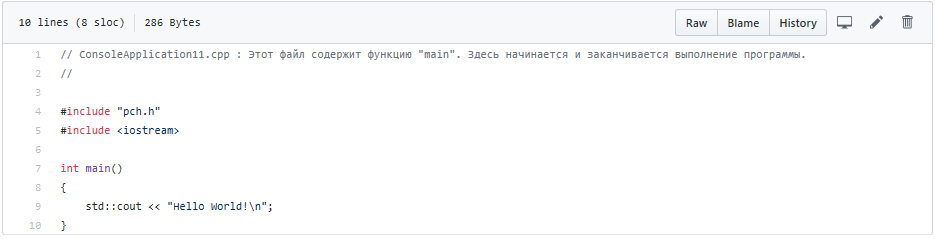 10 lines (8 sloc) 286 Bytes Raw Blame History
1 // ConsoleApplication11.cpp : Этот файл содержит функцию "main". Здесь начинается и заканчивается выполнение программы.
2 //
3
4 #include "pch.h"
5 #include <iostream>
6
7 int main()
8 {
9 std::cout << "Hello World!\n";
10 }